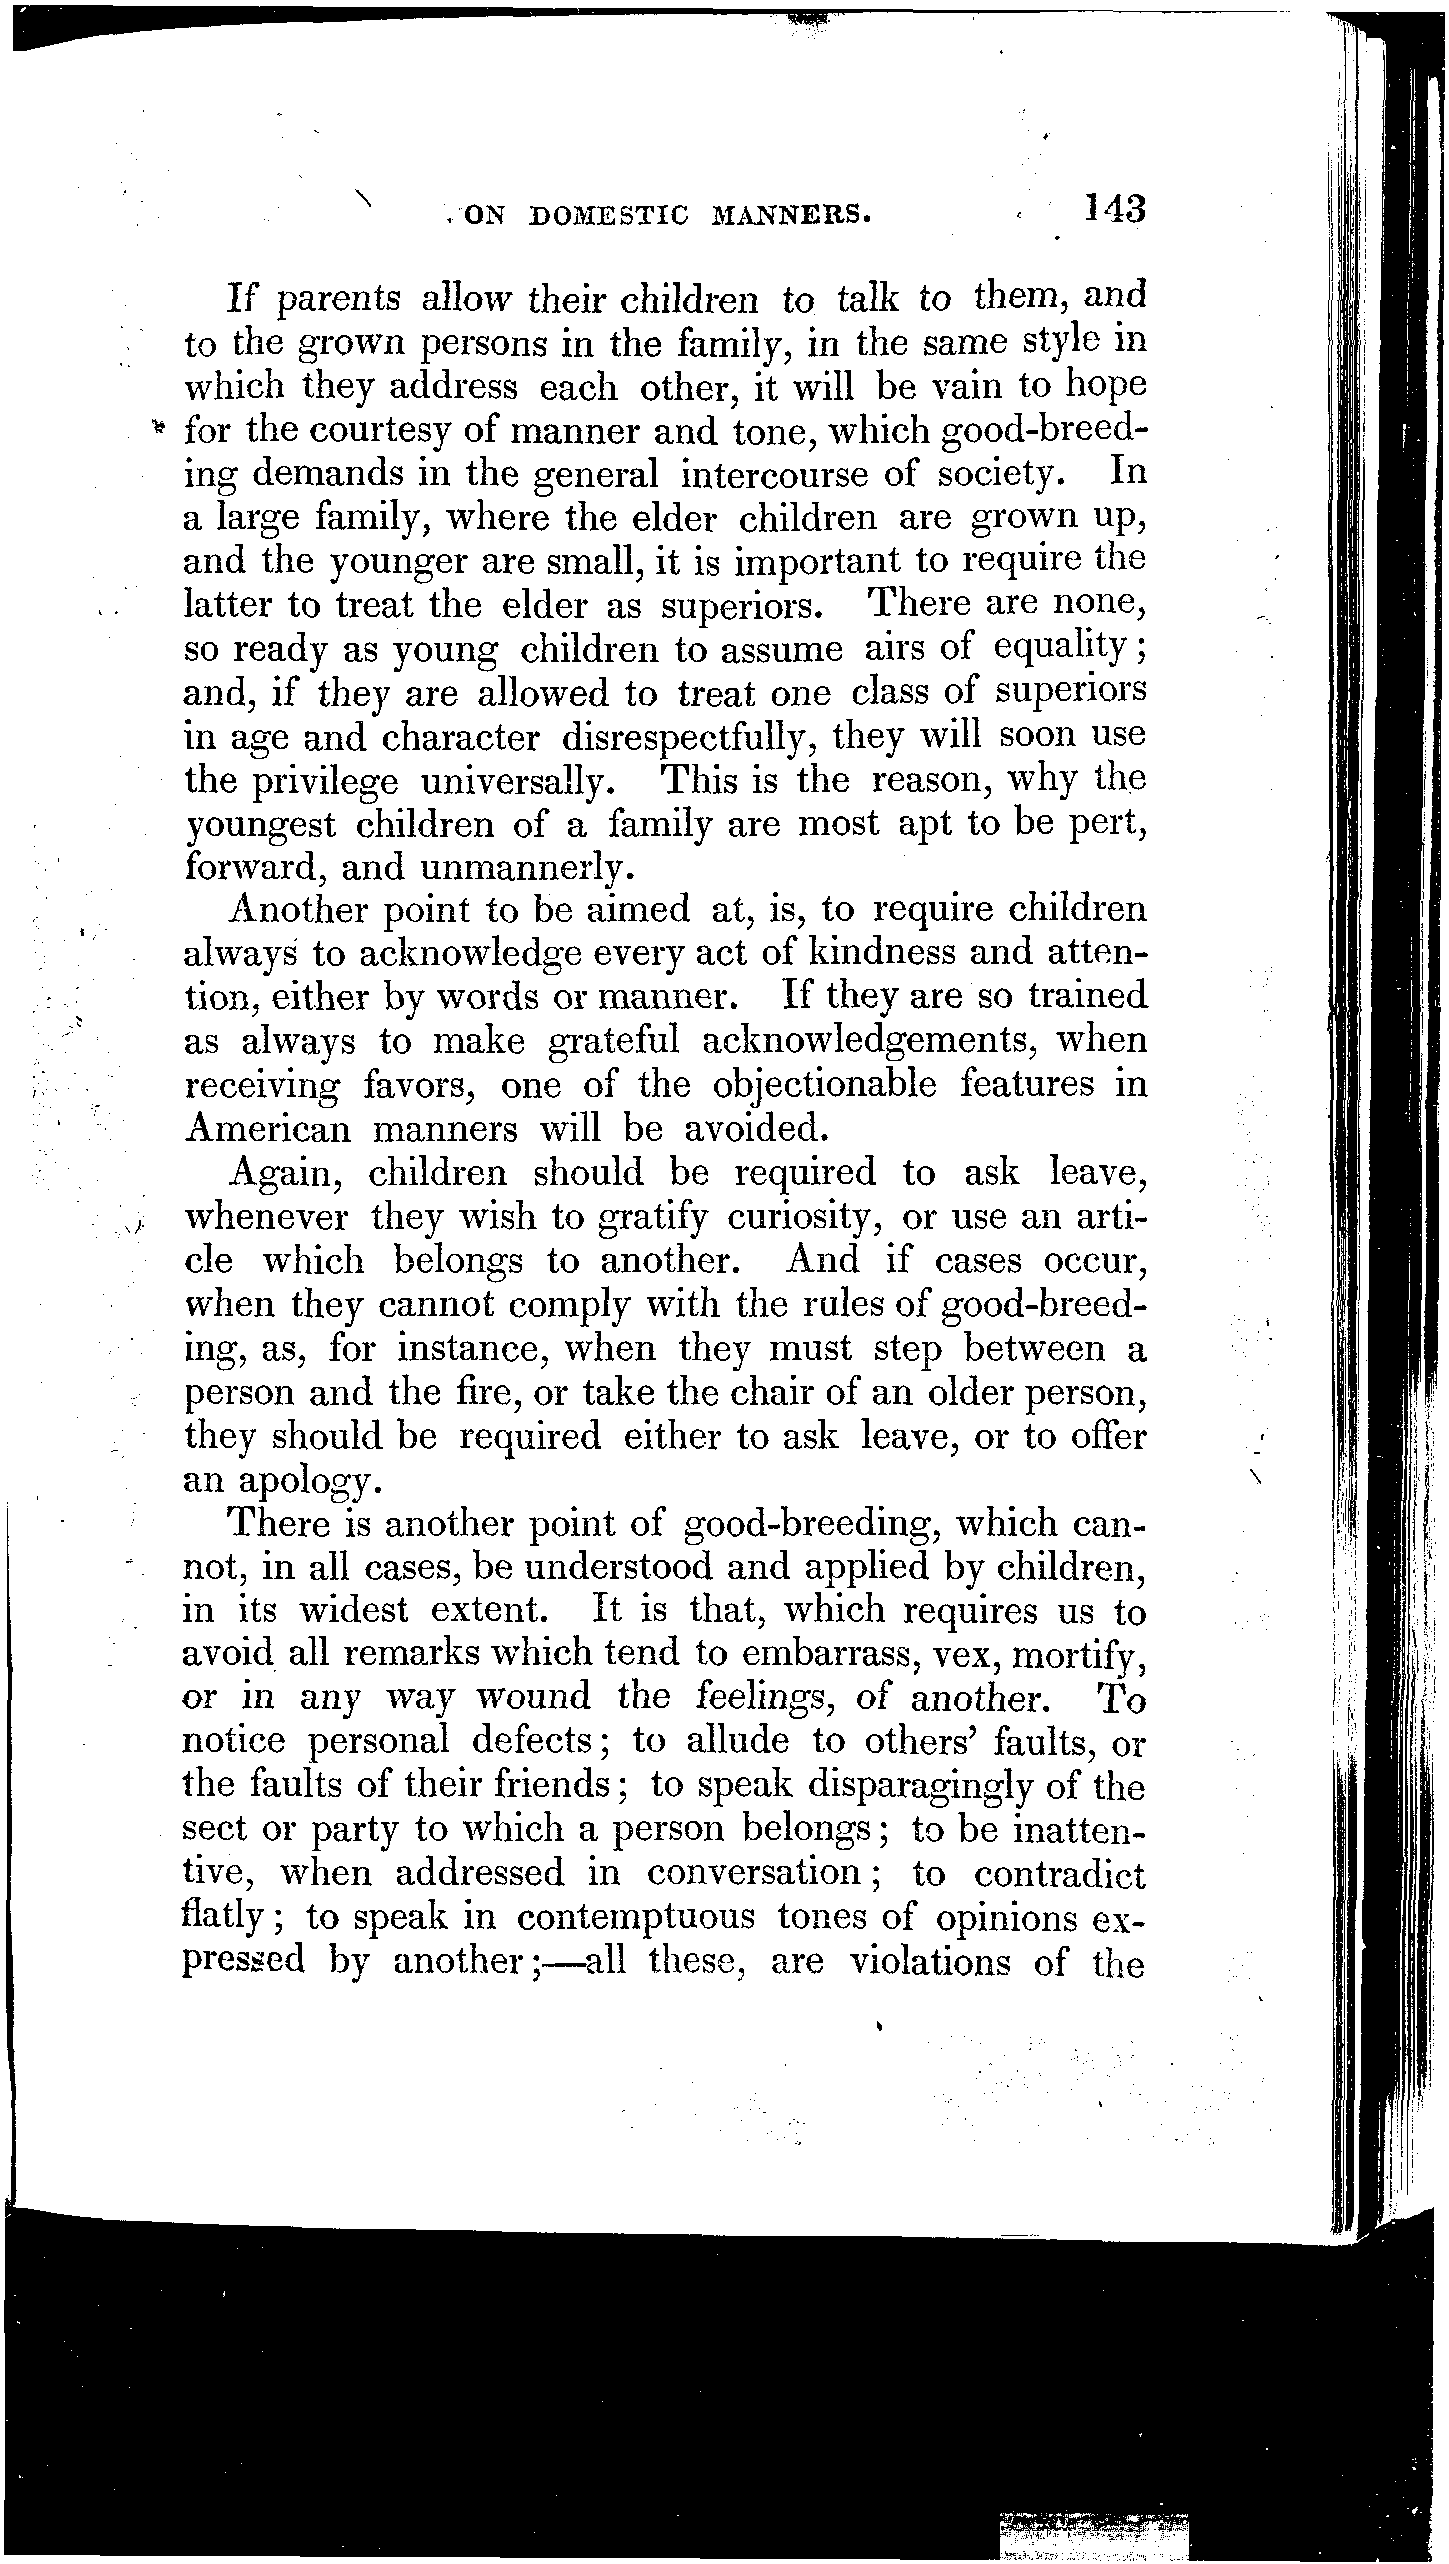 ON DOMESTIC MANNERS. 143
If parents allow their children to talk to them, and
to the grown persons in the family, in the same style in
which they address each other, it will be vain to hope
for the courtesy of manner and tone, which good-breed-
ing demands in the general intercourse of society. In
a large family, where the elder children are grown up,
and the younger are small, it is important to require the
latter to treat the elder as superiors. There are none,
so ready as young children to assume airs of equality;
and, if they are allowed to treat one class of superiors
in age and character disrespectfully, they will soon use
the privilege universally. This is the reason, why the
youngest children of a family are most apt to be pert,
forward, and unmannerly.
Another point to be aimed at, is, to require children
always to acknowledge every act of kindness and atten-
tion, either by words or manner. If they are so trained
as always to make grateful acknowledgements, when
receiving favors, one of the objectionable features in
American manners will be avoided.
Again, children should be required to ask leave,
whenever they wish to gratify curiosity, or use an arti-
cle which belongs to another. And if cases occur,
when they cannot comply with the rules of good-breed-
ing, as, for instance, when they must step between a
person and the fire, or take the chair of an older person,
they should be required either to ask leave, or to offer
an apology.
There is another point of good-breeding, which can-
not, in all cases, be understood and applied by children,
in its widest extent. It is that, which requires us to
avoid all remarks which tend to embarrass, vex, mortify,
or in any way wound the feelings, of another. To
notice personal defects; to allude to others' faults, or
the faults of their friends; to speak disparagingly of the
sect or party to which a person belongs; to be inatten-
tive, when addressed in conversation; to contradict
flatly; to speak in contemptuous tones of opinions ex-
pressed by another;—all these, are violations of the